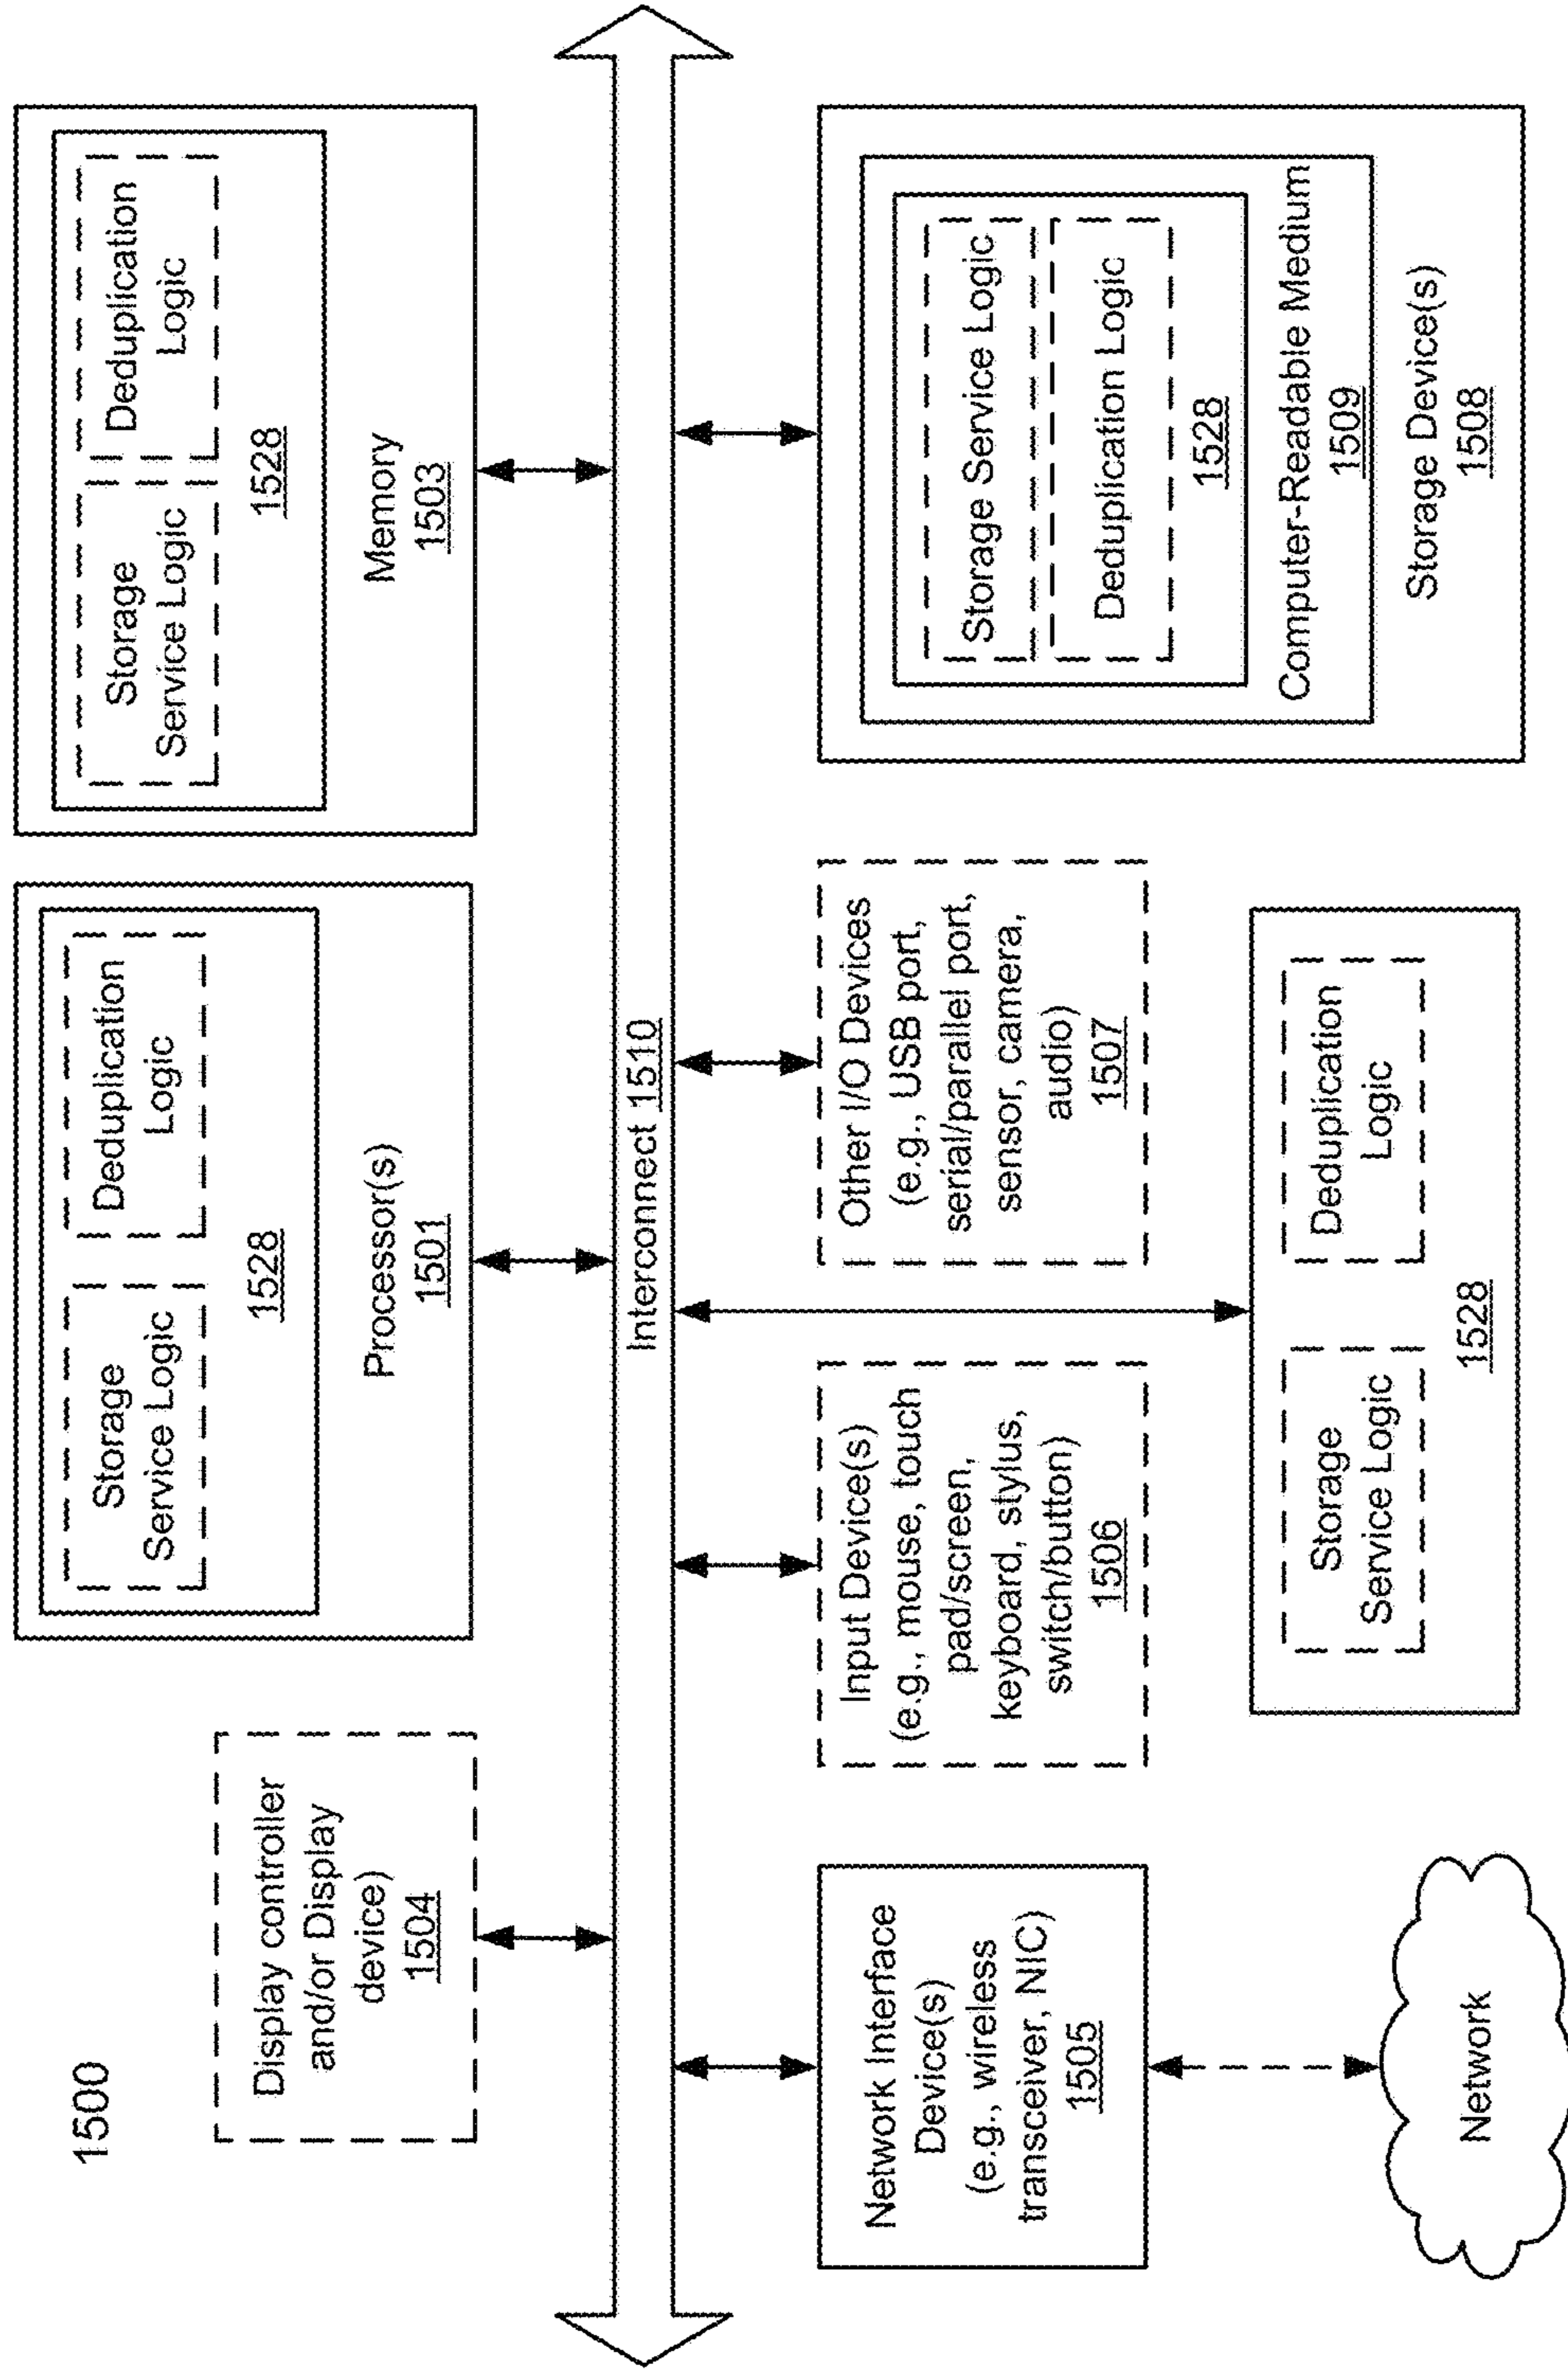 1500
Display controller
and/or Display
device)
1504
Storage
Service Logic
Deduplication
Logic
1528
Processor(s)
1501
Storage
Service Logic
Deduplication
Logic
1528
Memory
1503
Interconnect 1510
Network Interface
Device(s)
(e.g., wireless
transceiver, NIC)
1505
Input Device(s)
(e.g., mouse, touch
pad/screen,
keyboard, stylus,
switch/button)
1506
Other I/O Devices
(e.g., USB port,
serial/parallel port,
sensor, camera,
audio)
1507
Storage Service Logic
Deduplication Logic
1528
Computer-Readable Medium
1509
Storage Device(s)
1508
Network
Storage
Service Logic
Deduplication
Logic
1528